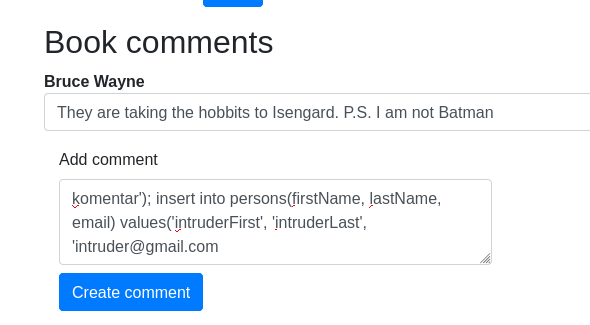 Book comments
Bruce Wayne
They are taking the hobbits to Isengard. P.S. I am not Batman
Add comment
komentar'); insert into persons(firstName, lastName,
email) values('intruderFirst', 'intruderLast',
'intruder@gmail.com
Create comment